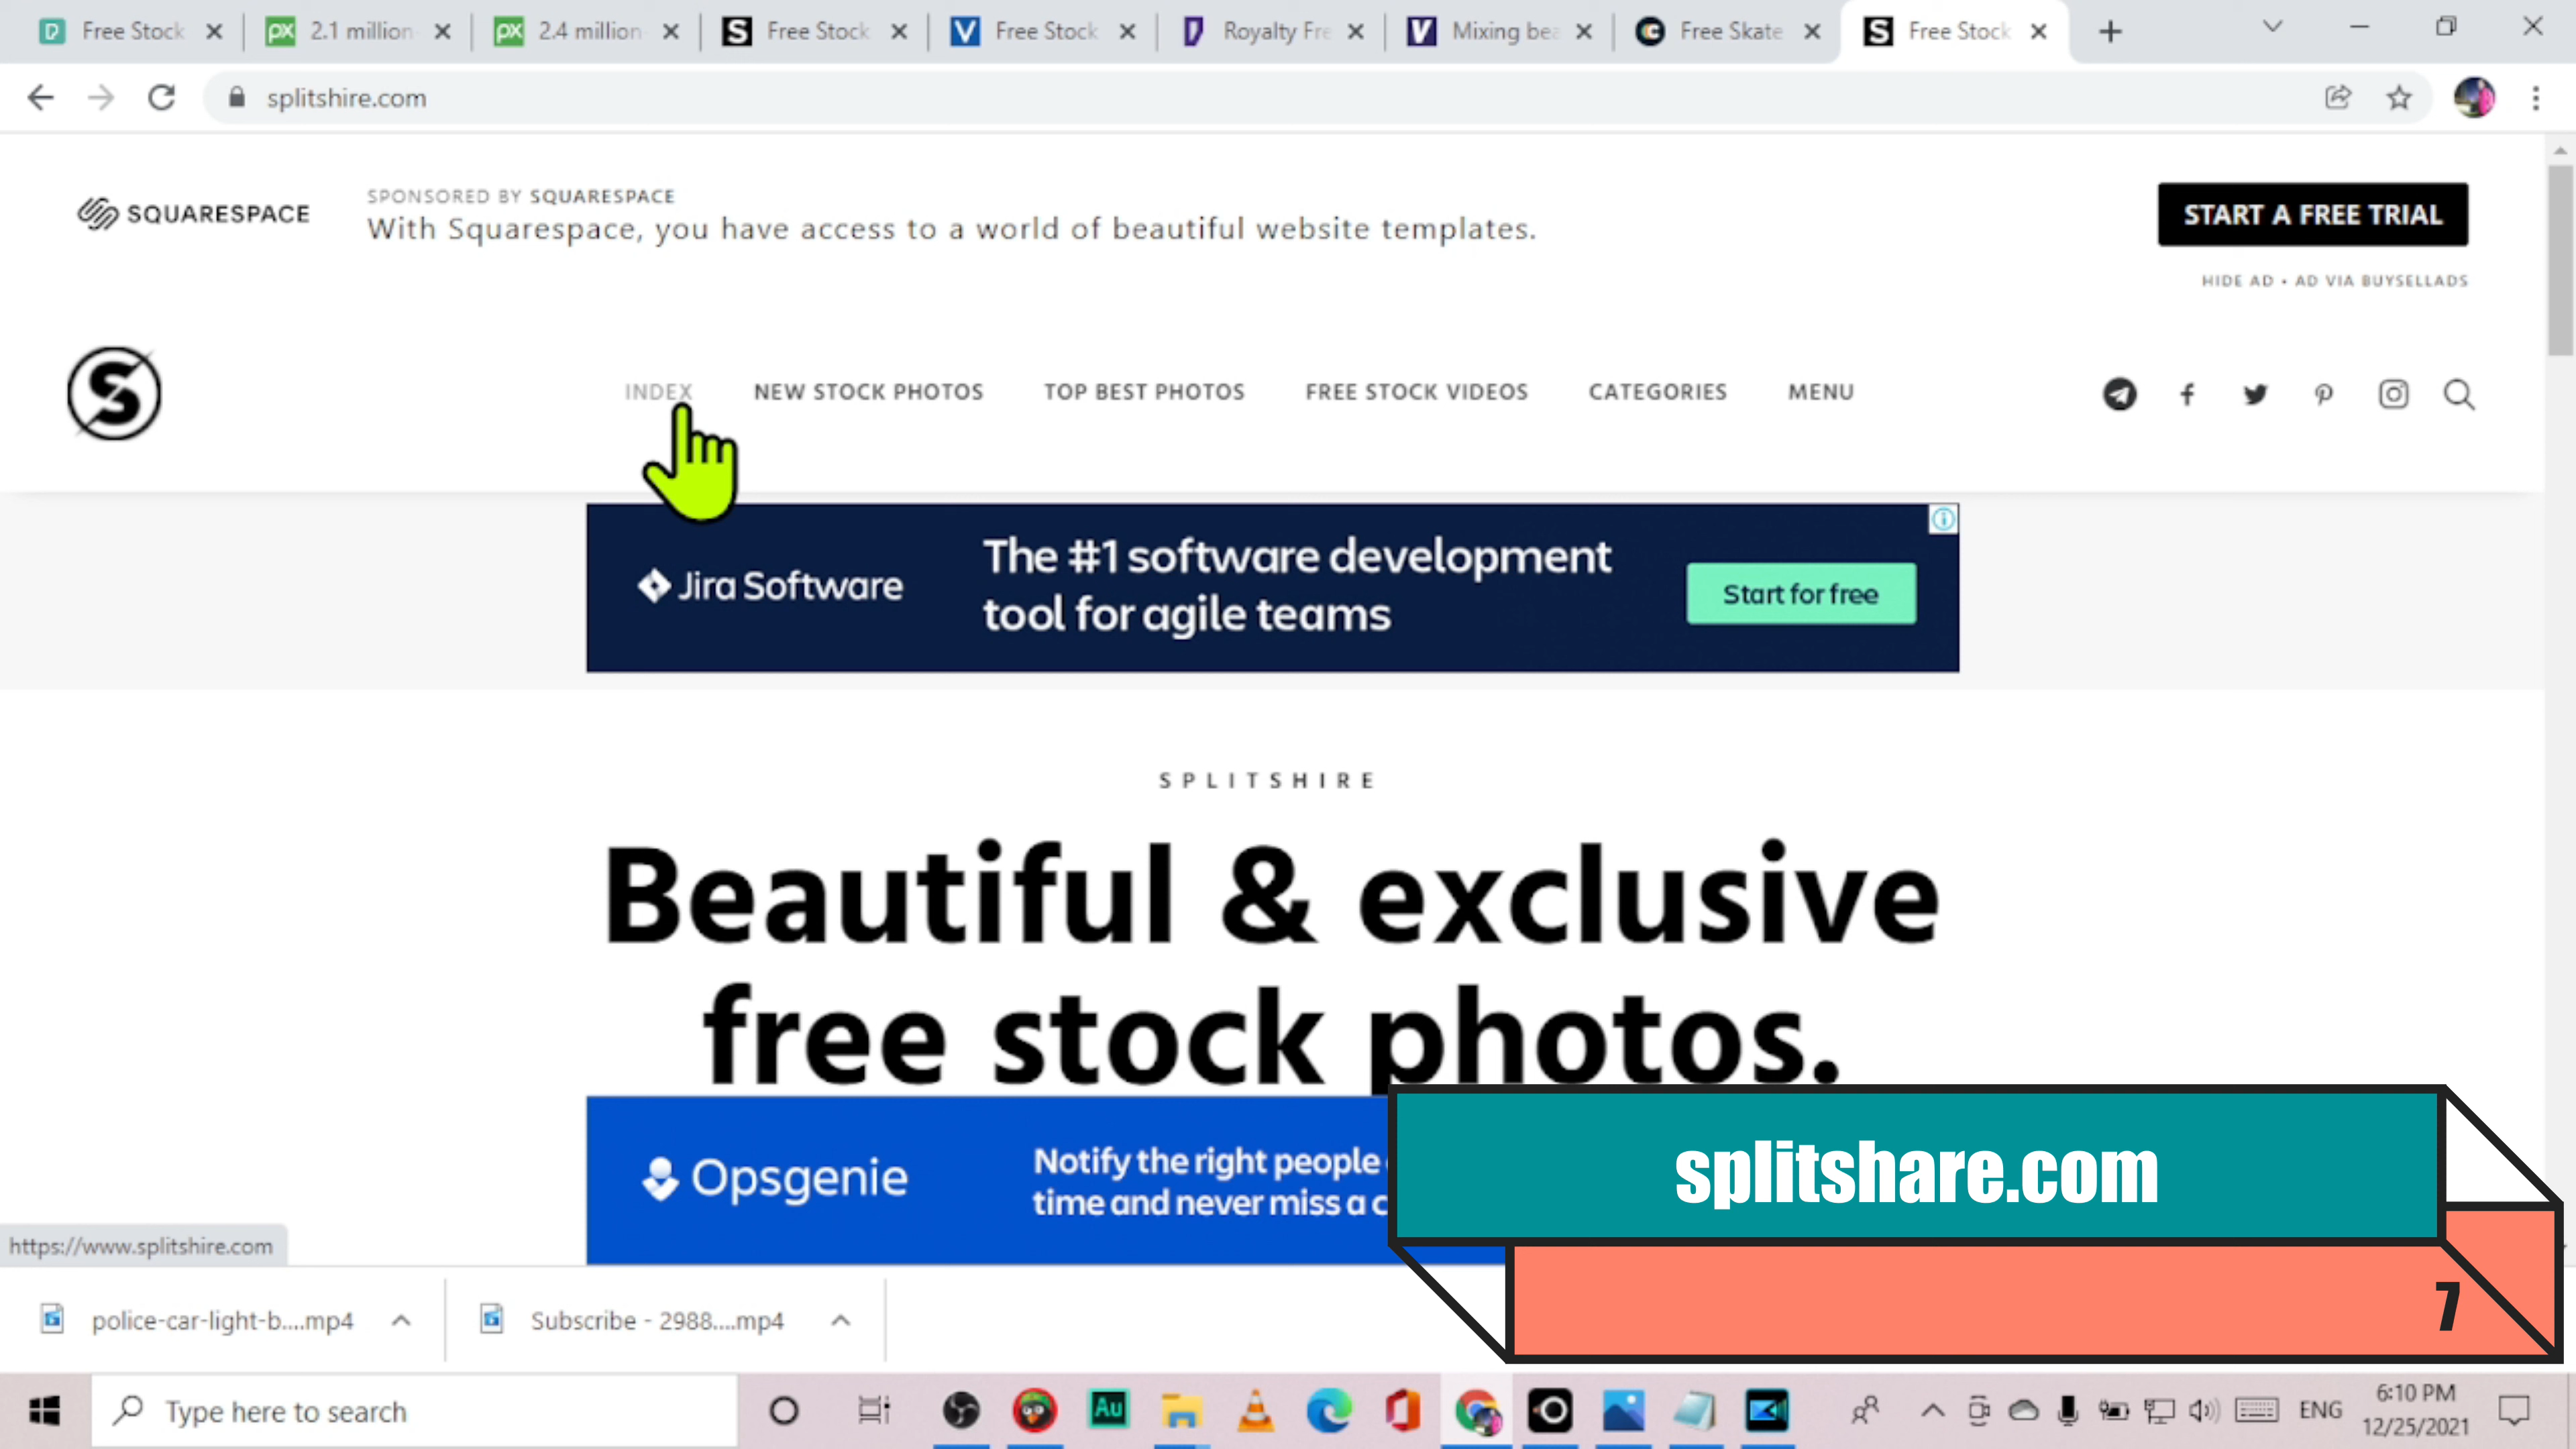 Free Stock
2.1 million
2.4 million
Free Stock
Free Stock
Royalty Fre
Mixing bea
Free Skate
Free Stock
splitshire.com
SQUARESPACE
SPONSORED BY SQUARESPACE
With Squarespace, you have access to a world of beautiful website templates.
START A FREE TRIAL
HIDE AD • AD VIA BUYSELLADS
INDEX NEW STOCK PHOTOS TOP BEST PHOTOS FREE STOCK VIDEOS CATEGORIES MENU
Jira Software
The #1 software development
tool for agile teams
Start for free
SPLITSHIRE
Beautiful & exclusive
free stock photos.
Opsgenie
Notify the right people
time and never miss a c
splitshare.com
7
https://www.splitshire.com
police-car-light-b....mp4
Subscribe - 2988....mp4
Type here to search
Au
ENG
6:10 PM
12/25/2021